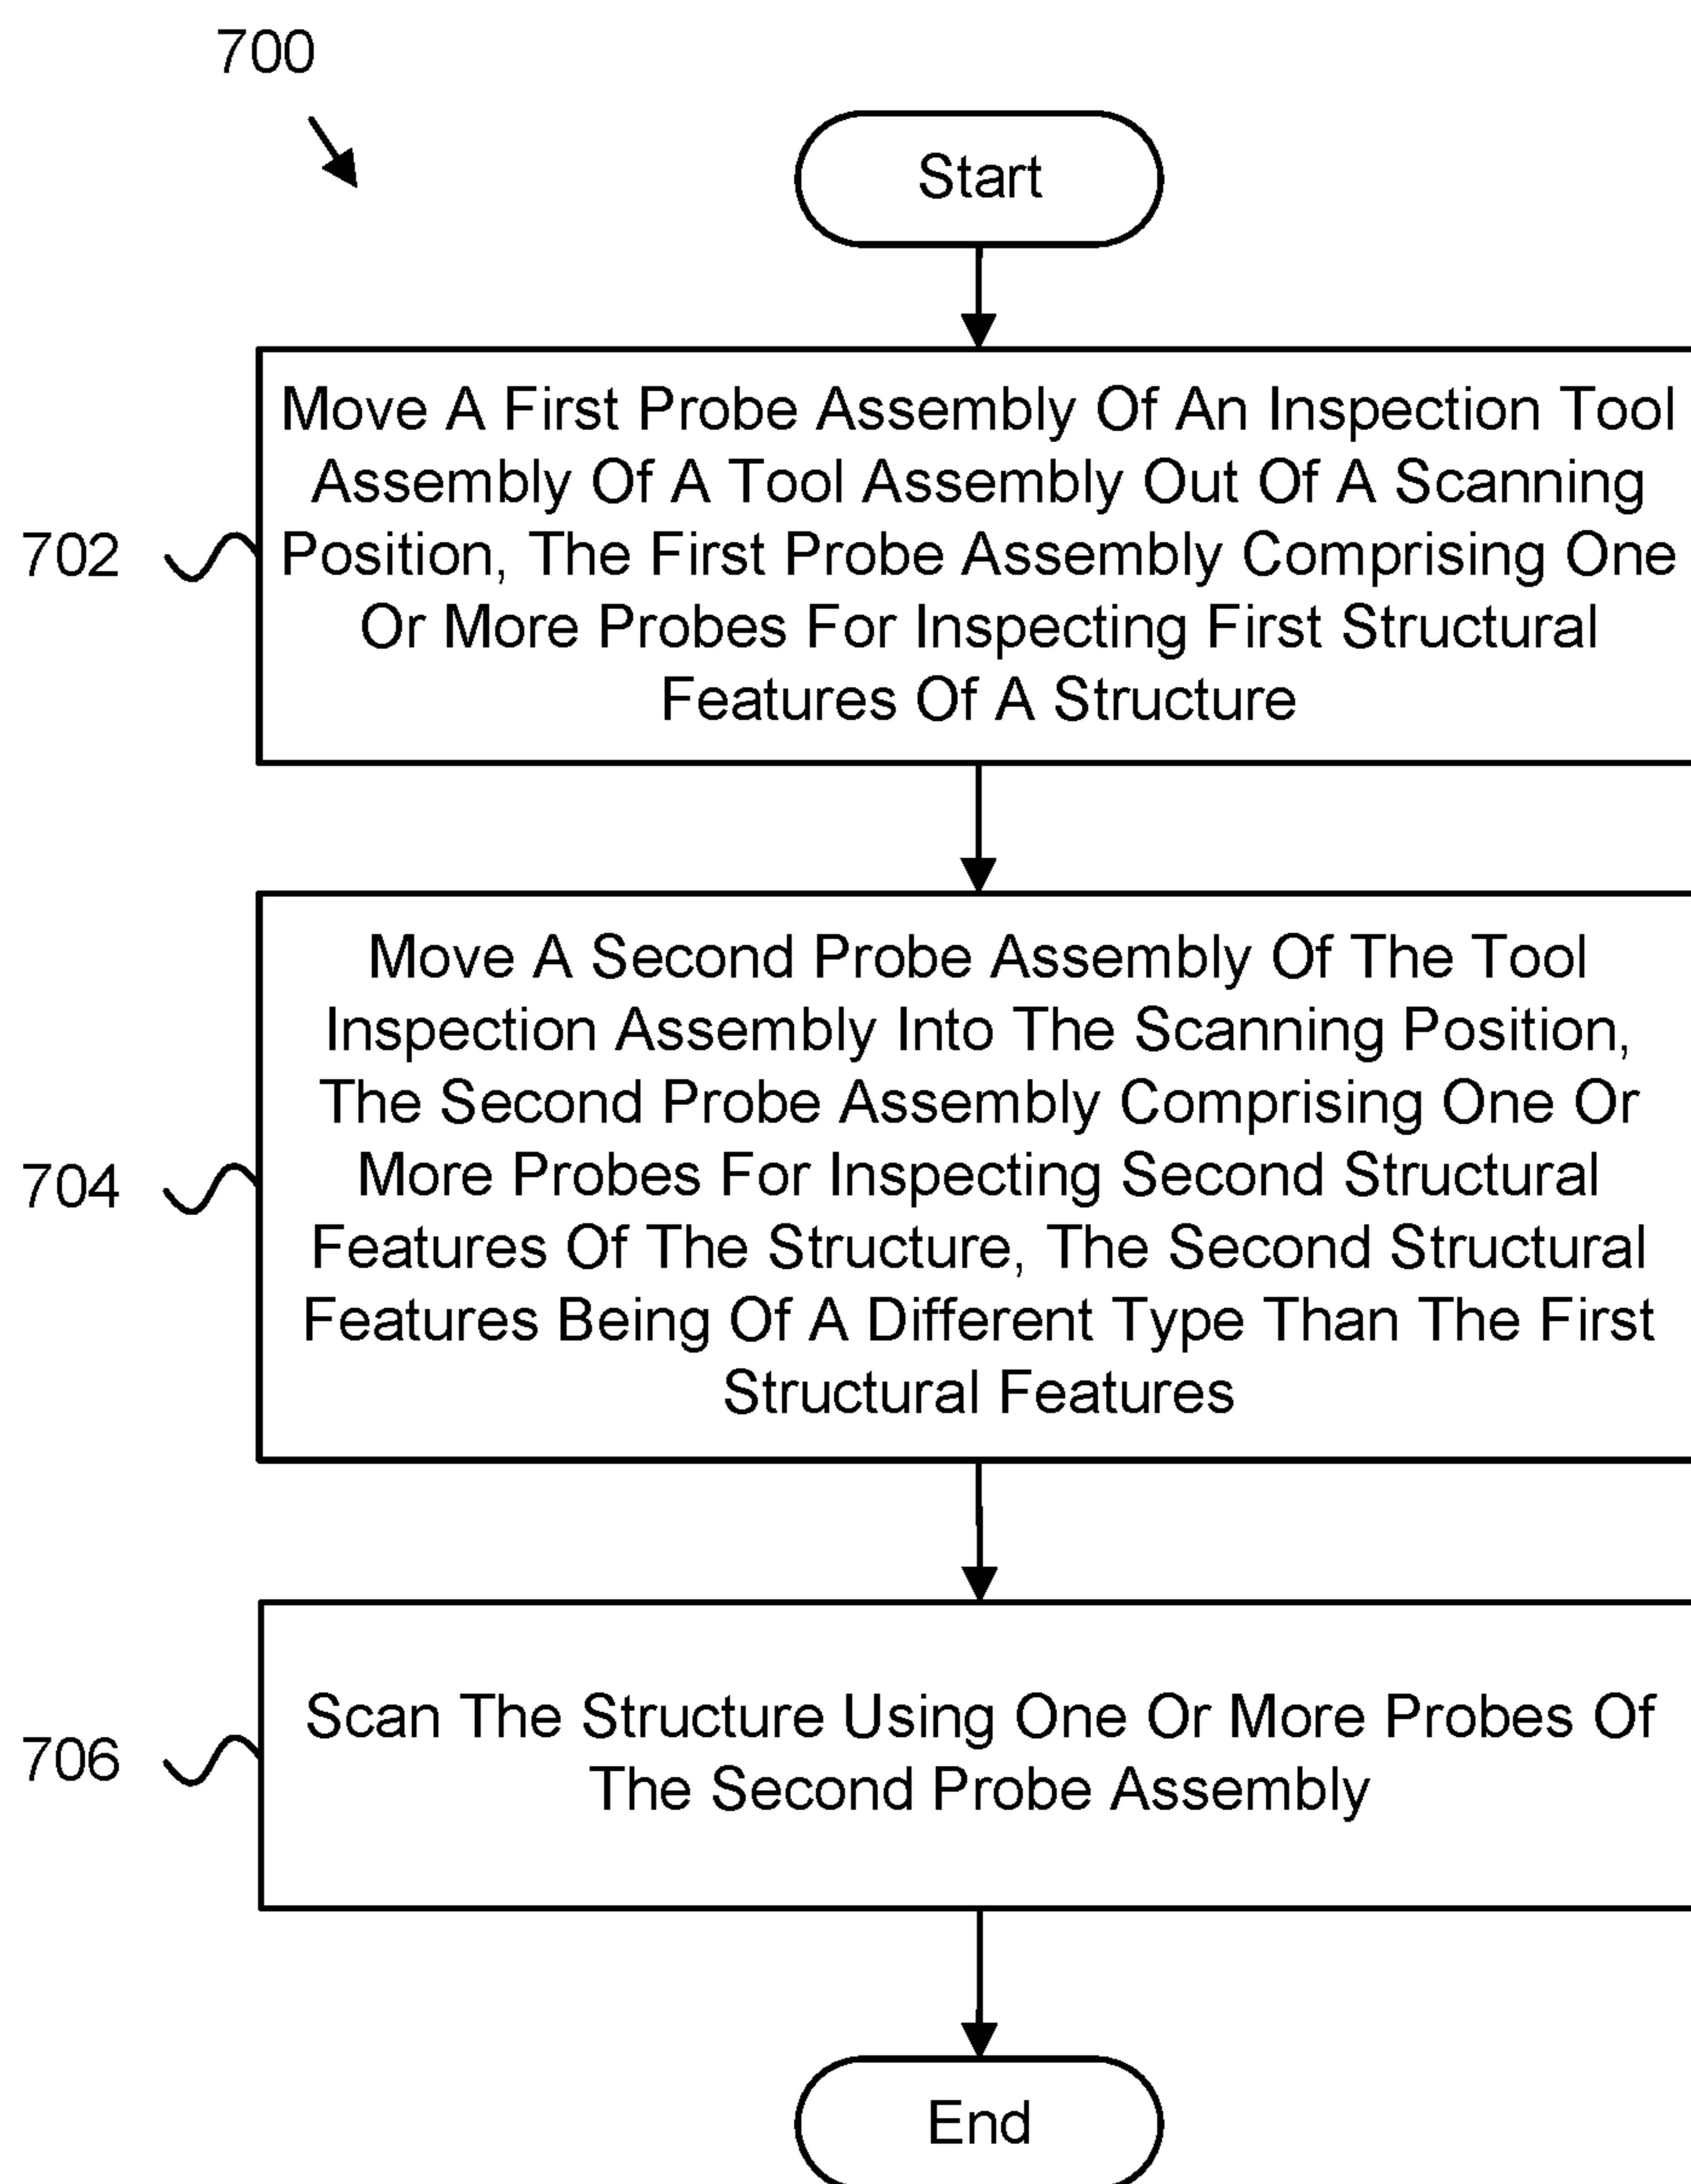 700
Start
Move A First Probe Assembly Of An Inspection Tool
Assembly Of A Tool Assembly Out Of A Scanning
Position, The First Probe Assembly Comprising One
Or More Probes For Inspecting First Structural
Features Of A Structure
702
Move A Second Probe Assembly Of The Tool
Inspection Assembly Into The Scanning Position,
The Second Probe Assembly Comprising One Or
More Probes For Inspecting Second Structural
Features Of The Structure, The Second Structural
Features Being Of A Different Type Than The First
Structural Features
704
Scan The Structure Using One Or More Probes Of
The Second Probe Assembly
706
End